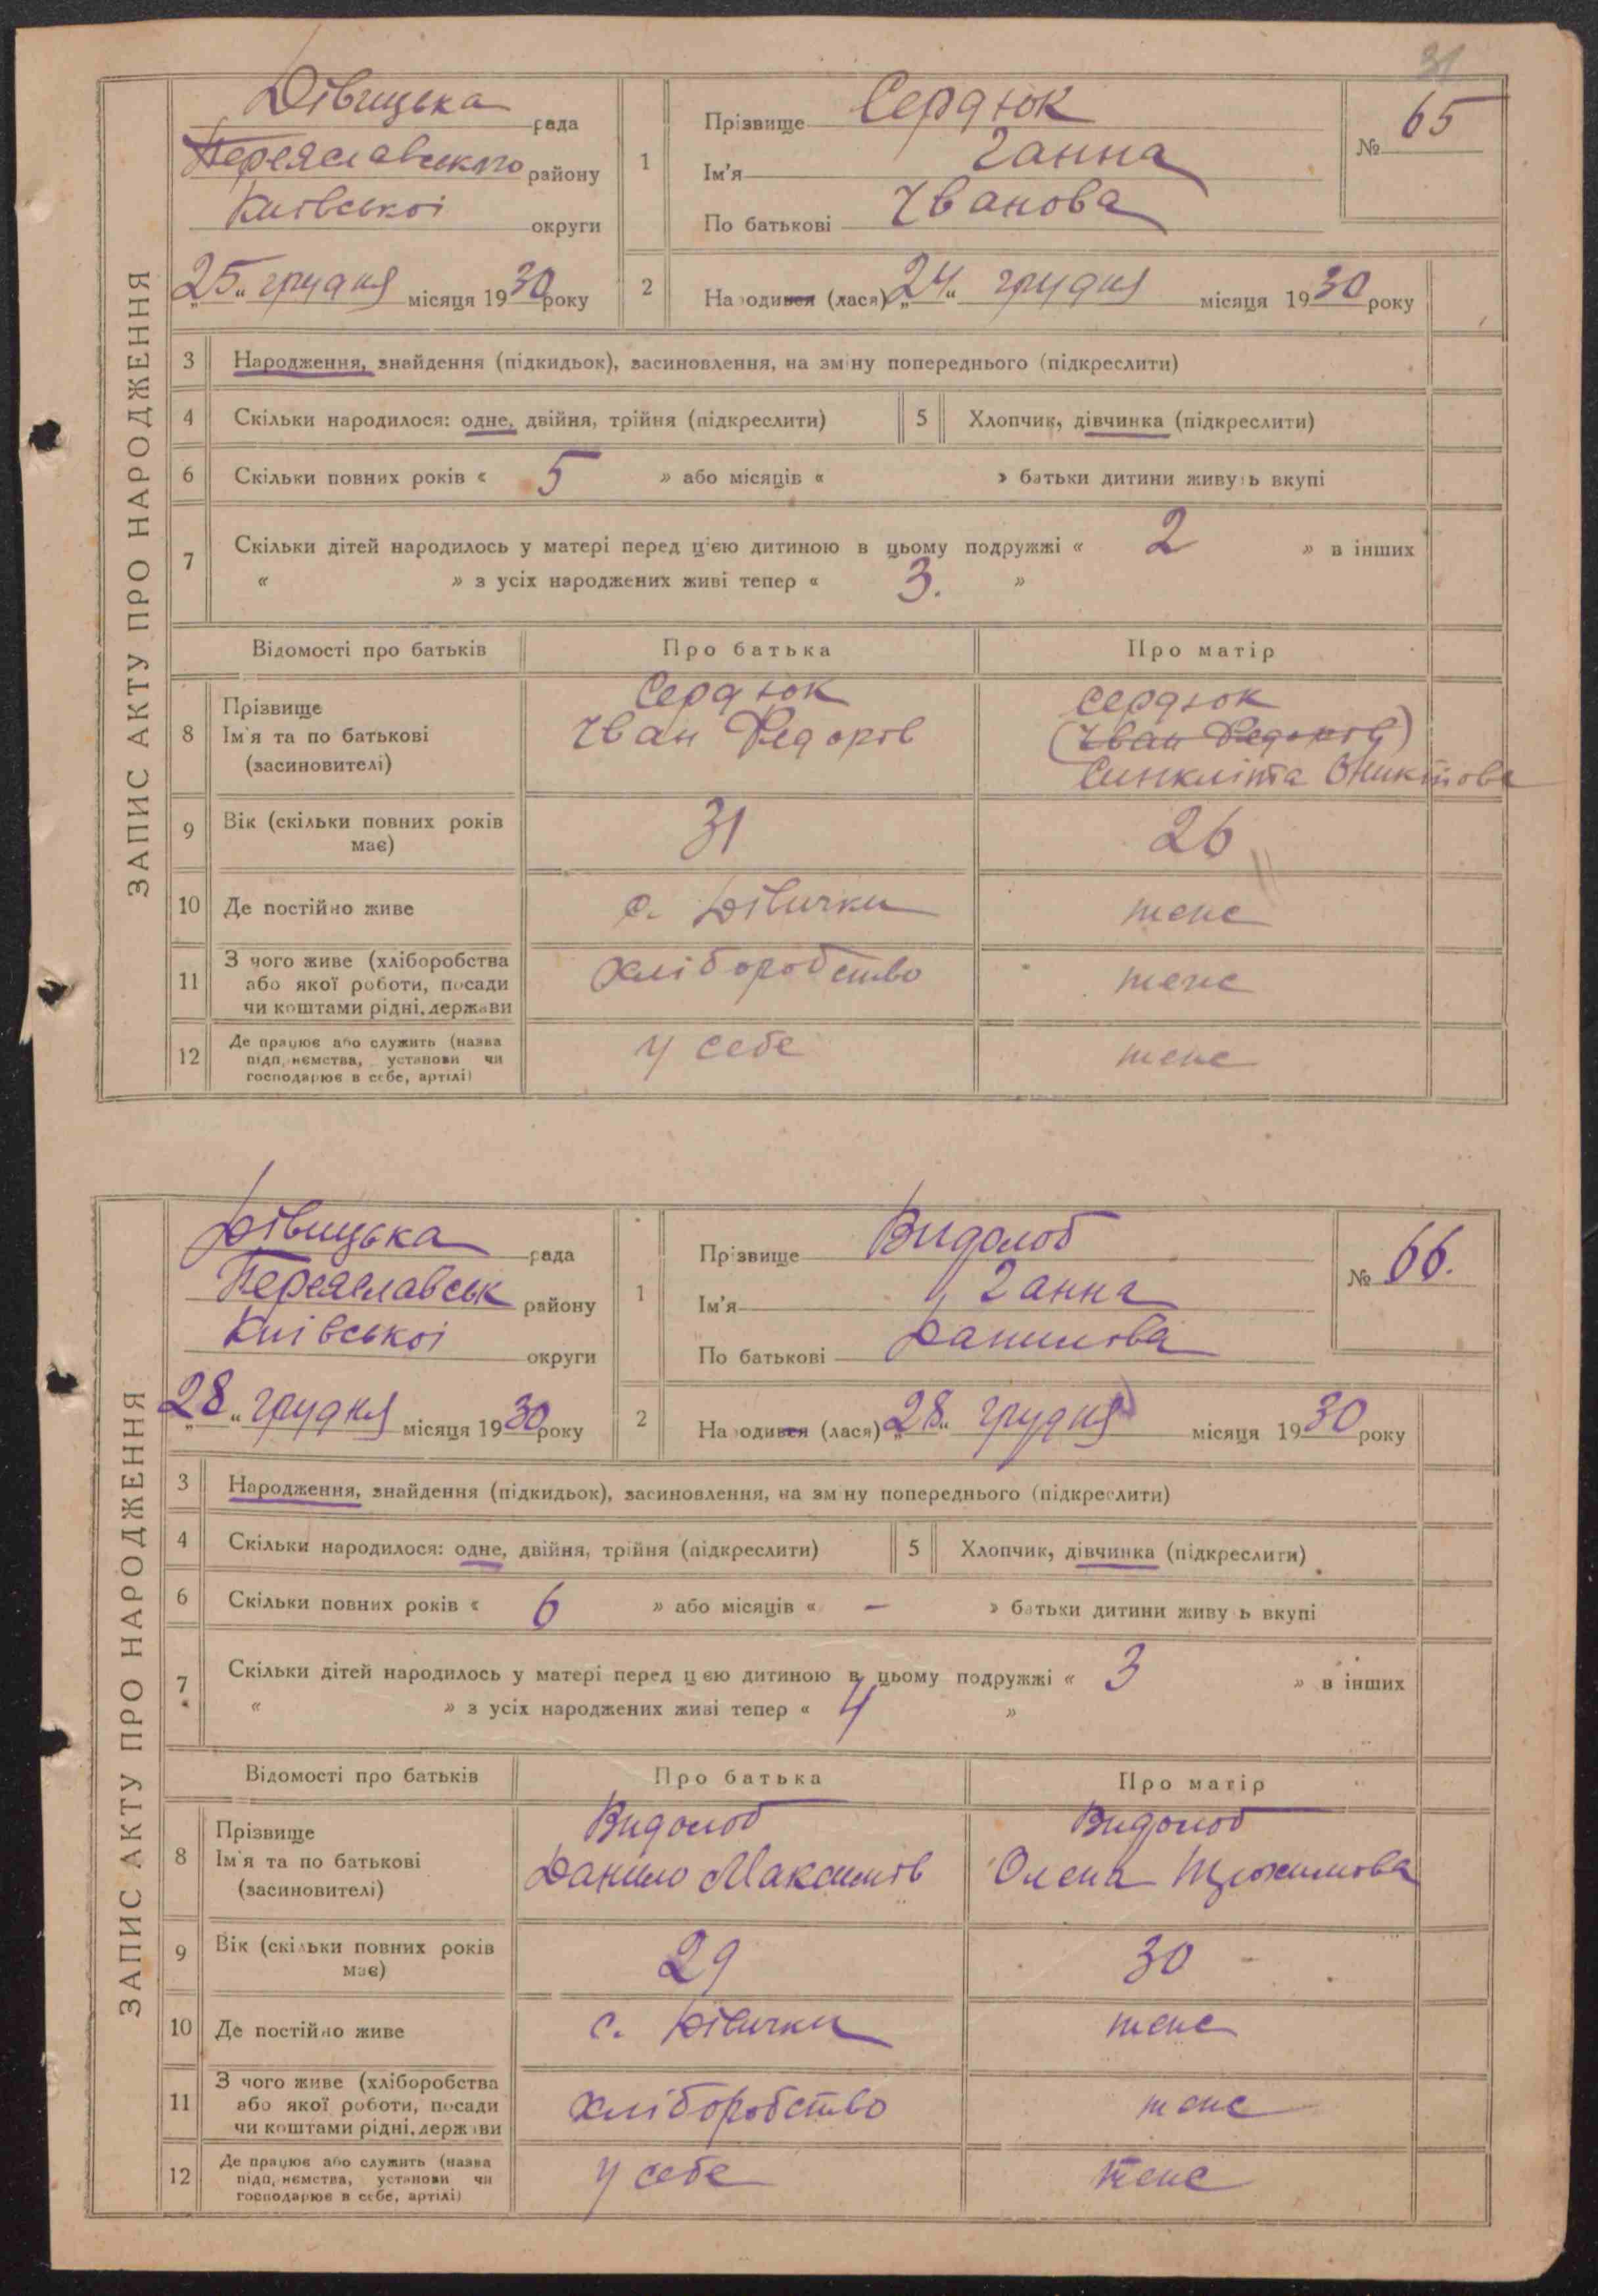 31
ЗАПИС АКТУ ПРО НАРОДЖЕННЯ
Дівицька рада
Переяславського району
Київської округи
„25“ грудня місяця 1930 року
1 Прізвище Сердюк
Ім'я Ганна
По батькові Іванова
№ 65
2 Народився (лася) „24“ грудня місяця 1930 року
3 Народження, знайдення (підкидьок), засиновлення, на зміну попереднього (підкреслити)
4 Скільки народилося: одне, двійня, трійня (підкреслити) 5 Хлопчик, дівчинка (підкреслити)
6 Скільки повних років « 5 » або місяців « » батьки дитини живуть вкупі
7 Скільки дітей народилось у матері перед ц'ею дитиною в цьому подружжі « 2 » в інших
« » з усіх народжених живі тепер « 3. »
Відомості про батьків Про батька Про матір
8 Прізвище
Ім'я та по батькові
(засиновителі)
Сердюк
Іван Федорів
Сердюк
(Іван Федорів)
Синкліта
9 Вік (скільки повних років має) 31 26
10 Де постійно живе с. Дівички тене
11 З чого живе (хліборобства
або якої роботи, посади
чи коштами рідні, держави
хліборобство тене
12 Де працює або служить (назва
підприємства, установи чи
господарює в себе, артілі)
у себе тене
ЗАПИС АКТУ ПРО НАРОДЖЕННЯ
Дівицька рада
Переяславськ району
Київської округи
„28“ грудня місяця 1930 року
1 Прізвище Видолоб
Ім'я Ганна
По батькові Данилова
№ 66.
2 Народився (лася) „28“ грудня місяця 1930 року
3 Народження, знайдення (підкидьок), засиновлення, на зміну попереднього (підкреслити)
4 Скільки народилося: одне, двійня, трійня (підкреслити) 5 Хлопчик, дівчинка (підкреслити)
6 Скільки повних років « 6 » або місяців « – » батьки дитини живуть вкупі
7 Скільки дітей народилось у матері перед цею дитиною в цьому подружжі « 3 » в інших
« » з усіх народжених живі тепер « 4 »
Відомості про батьків Про батька Про матір
8 Прізвище
Ім'я та по батькові
(засиновителі)
Видолоб
Данило Максимів
Видолоб
Олена
9 Вік (скільки повних років має) 29 30
10 Де постійно живе с. Дівички тене
11 З чого живе (хліборобства
або якої роботи, посади
чи коштами рідні, держави
хліборобство тене
12 Де працює або служить (назва
підприємства, установи чи
господарює в себе, артілі)
у себе тене